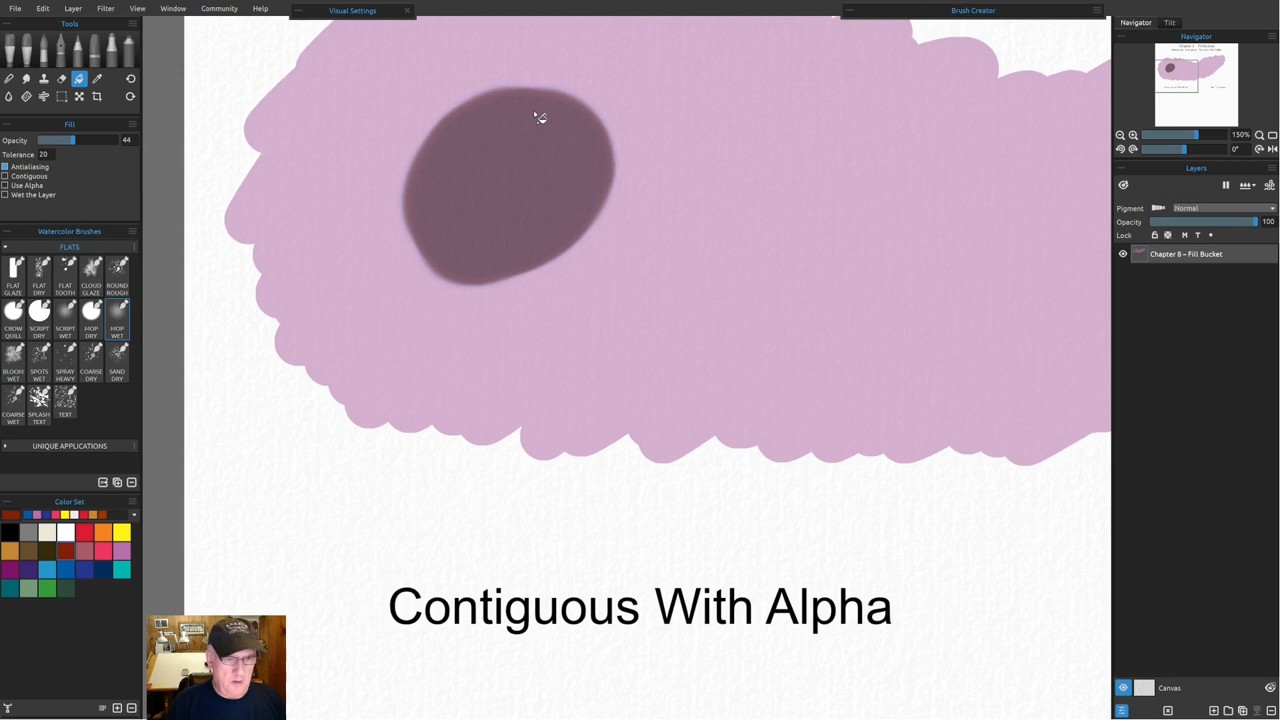 File Edit Layer Filter Display Window Community Help
Visual Settings
Brush Creator
Tools
Navigator Tilt
Navigator
150%
0°
Fill
Opacity 44
Tolerance 20
Antialiasing
Contiguous
Use Alpha
Wet the Layer
Layers
Pigment Normal
Opacity 100
Lock M T
Chapter 8 – Fill Bucket
Watercolor Brushes
FLATS
FLAT GLAZE
FLAT DRY
FLAT TOOTH
CLOUD GLAZE
ROUND ROUGH
CROW QUILL
SCRIPT DRY
SCRIPT WET
MOP DRY
MOP WET
BLOOM WET
SPOTS WET
SPRAY HEAVY
COARSE DRY
SAND DRY
COARSE WET
SPLASH TEXT
TEXT
UNIQUE APPLICATIONS
Color Set
Contiguous With Alpha
Canvas